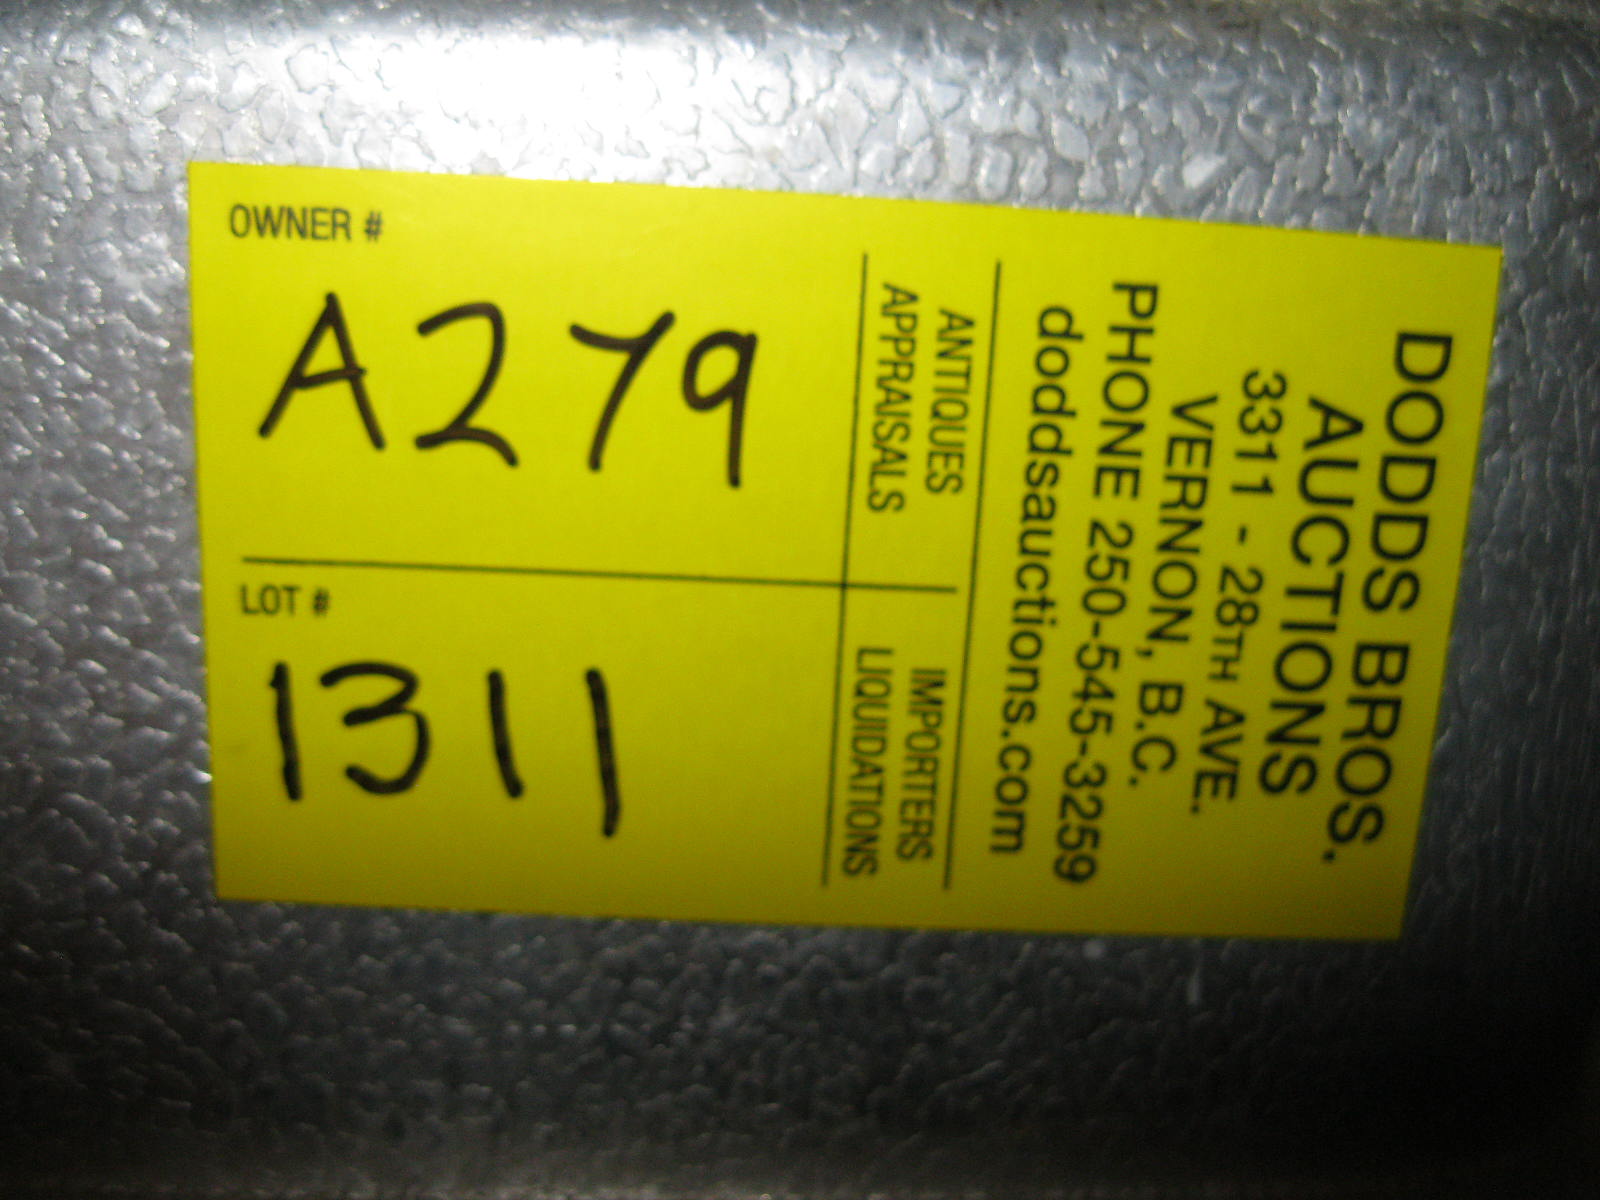 OWNER #
A279
LOT #
1311
DODDS BROS.
AUCTIONS
3311 - 28TH AVE.
VERNON, B.C.
PHONE 250-545-3259
doddsauctions.com
ANTIQUES
APPRAISALS
IMPORTERS
LIQUIDATIONS